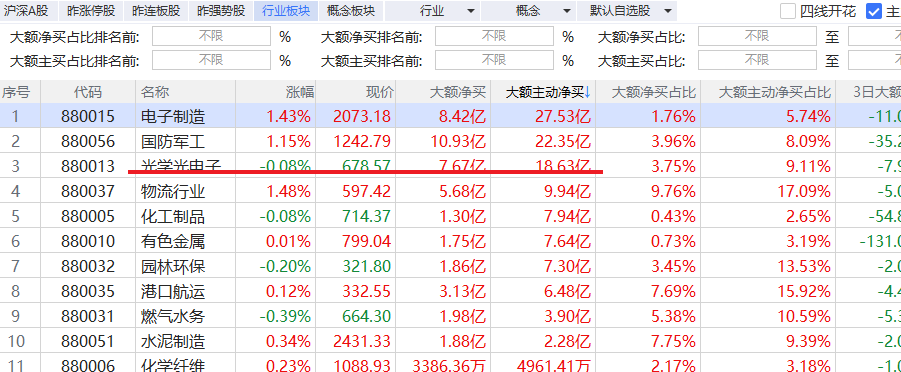 沪深A股 昨涨停股 昨连板股 昨强势股 行业板块 概念板块 行业 概念 默认自选股 四线开花 主
大额净买占比排名前: 不限 % 大额净买排名前: 不限 % 大额净买占比: 不限 至 不
大额主买占比排名前: 不限 % 大额主买排名前: 不限 % 大额主买占比: 不限 至 不
序号 代码 名称 涨幅 现价 大额净买 大额主动净买↓ 大额净买占比 大额主动净买占比 3日大额
1 880015 电子制造 1.43% 2073.18 8.42亿 27.53亿 1.76% 5.74% -11.0
2 880056 国防军工 1.15% 1242.79 10.93亿 22.35亿 3.96% 8.09% -35.2
3 880013 光学光电子 -0.08% 678.57 7.67亿 18.63亿 3.75% 9.11% -7.9
4 880037 物流行业 1.48% 597.42 5.68亿 9.94亿 9.76% 17.09% -5.0
5 880005 化工制品 -0.08% 714.37 1.30亿 7.94亿 0.43% 2.65% -54.8
6 880010 有色金属 0.01% 799.04 1.75亿 7.64亿 0.73% 3.19% -131.0
7 880032 园林环保 -0.20% 321.80 1.86亿 7.30亿 3.45% 13.53% -2.0
8 880035 港口航运 0.12% 332.55 3.13亿 6.48亿 7.69% 15.92% -4.4
9 880031 燃气水务 -0.39% 664.30 1.98亿 3.90亿 5.38% 10.59% -5.3
10 880051 水泥制造 0.34% 2431.33 1.88亿 2.28亿 7.75% 9.39% -2.0
11 880006 化学纤维 0.23% 1088.93 3386.36万 4961.41万 2.17% 3.18% -1.0